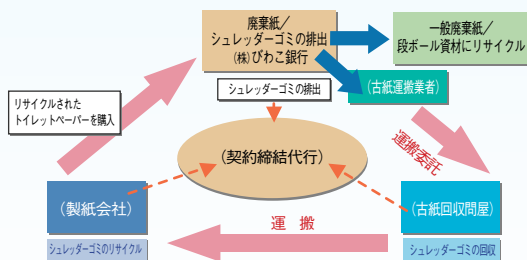 廃棄紙／
シュレッダーゴミの排出
(株)びわこ銀行
一般廃棄紙／
段ボール資材にリサイクル
シュレッダーゴミの排出
(古紙運搬業者)
リサイクルされた
トイレットペーパーを購入
運搬委託
(契約締結代行)
(製紙会社)
シュレッダーゴミのリサイクル
運 搬
(古紙回収問屋)
シュレッダーゴミの回収